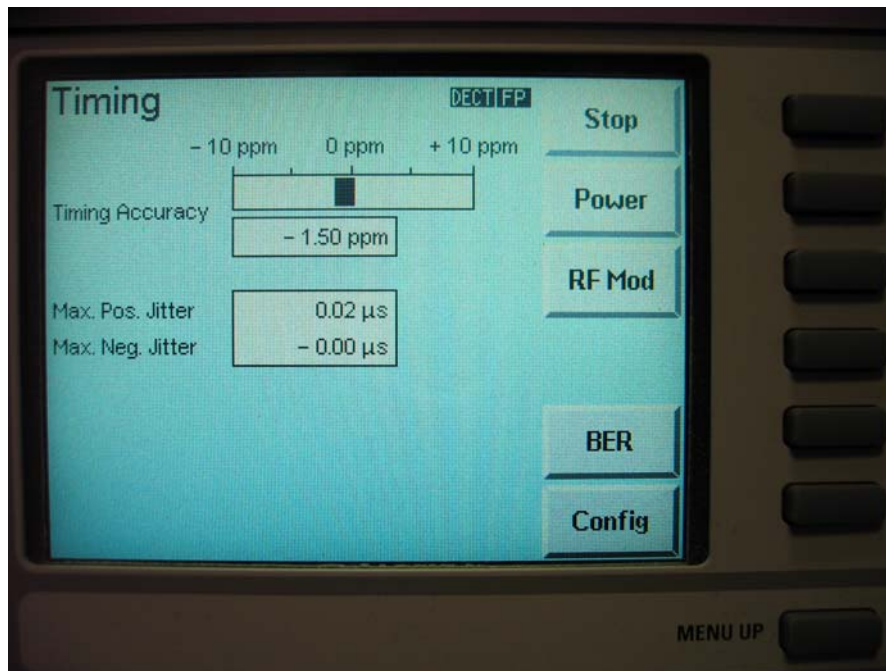 Timing
DECT FP
Stop
− 10 ppm 0 ppm + 10 ppm
Power
Timing Accuracy
− 1.50 ppm
RF Mod
Max. Pos. Jitter 0.02 µs
Max. Neg. Jitter − 0.00 µs
BER
Config
MENU UP